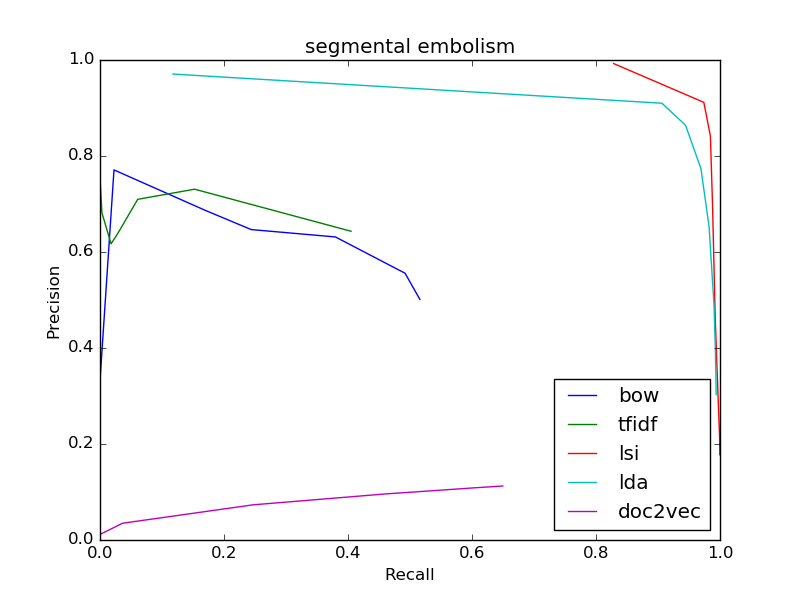 segmental embolism
1.0
0.8
0.6
0.4
0.2
0.0
Precision
0.0 0.2 0.4 0.6 0.8 1.0
Recall
bow
tfidf
lsi
lda
doc2vec